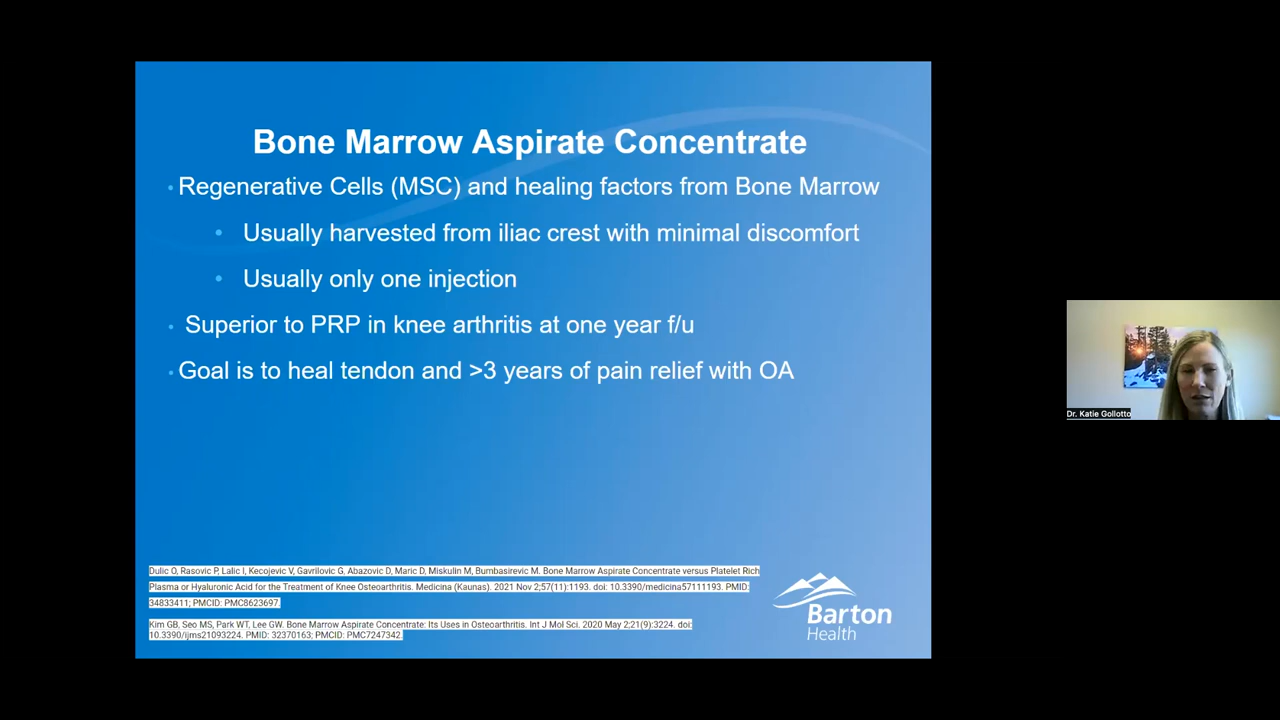 Bone Marrow Aspirate Concentrate
• Regenerative Cells (MSC) and healing factors from Bone Marrow
• Usually harvested from iliac crest with minimal discomfort
• Usually only one injection
• Superior to PRP in knee arthritis at one year f/u
• Goal is to heal tendon and >3 years of pain relief with OA
Dulic O, Rasovic P, Lalic I, Kecojevic V, Gavrilovic G, Abazovic D, Maric D, Miskulin M, Bumbasirevic M. Bone Marrow Aspirate Concentrate versus Platelet Rich
Plasma or Hyaluronic Acid for the Treatment of Knee Osteoarthritis. Medicina (Kaunas). 2021 Nov 2;57(11):1193. doi: 10.3390/medicina57111193. PMID:
34833411; PMCID: PMC8623697.
Kim GB, Seo MS, Park WT, Lee GW. Bone Marrow Aspirate Concentrate: Its Uses in Osteoarthritis. Int J Mol Sci. 2020 May 2;21(9):3224. doi:
10.3390/ijms21093224. PMID: 32370163; PMCID: PMC7247342.
Barton
Health
Dr. Katie Gollotto